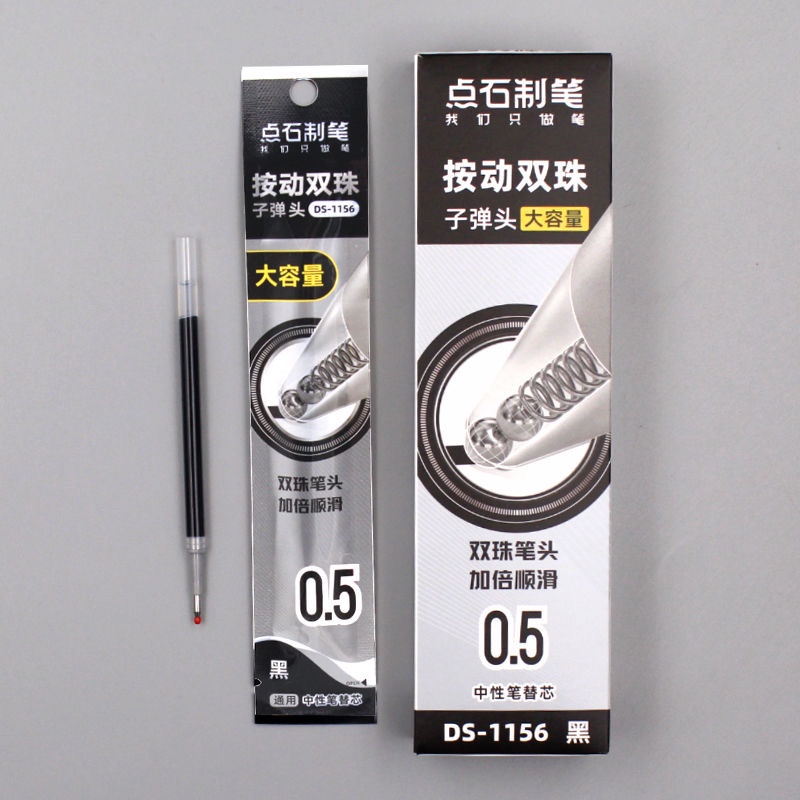 点石制笔
我们只做笔
按动双珠
子弹头 DS-1156
大容量
双珠笔头
加倍顺滑
0.5
黑
OPEN
通用 中性笔替芯
点石制笔
我们只做笔
按动双珠
子弹头 大容量
双珠笔头
加倍顺滑
0.5
中性笔替芯
DS-1156 黑